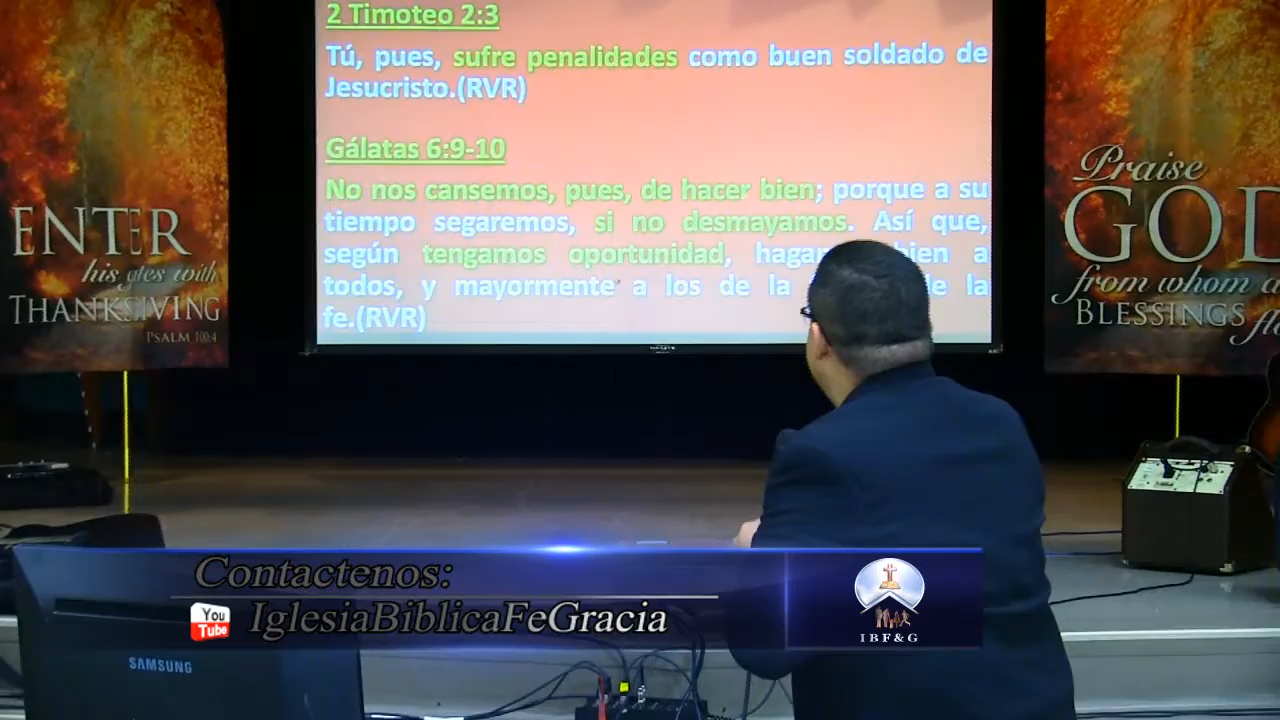 2 Timoteo 2:3
Tú, pues, sufre penalidades como buen soldado de
Jesucristo.(RVR)
Gálatas 6:9-10
No nos cansemos, pues, de hacer bien; porque a su
tiempo segaremos, si no desmayamos. Así que,
según tengamos oportunidad, bien a
todos, y mayormente a los de la de la
fe.(RVR)
ENTER
his gates with
THANKSGIVING
PSALM 100:4
Praise
GOD
from whom
BLESSINGS
Contactenos:
You
Tube
IglesiaBiblicaFeGracia
IBF&G
SAMSUNG